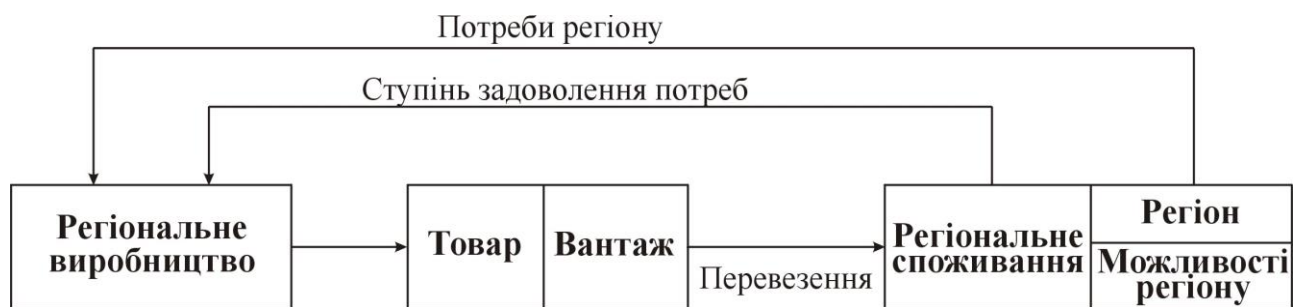 Потреби регіону
Ступінь задоволення потреб
Регіональне
виробництво
Товар
Вантаж
Перевезення
Регіональне
споживання
Регіон
Можливості
регіону